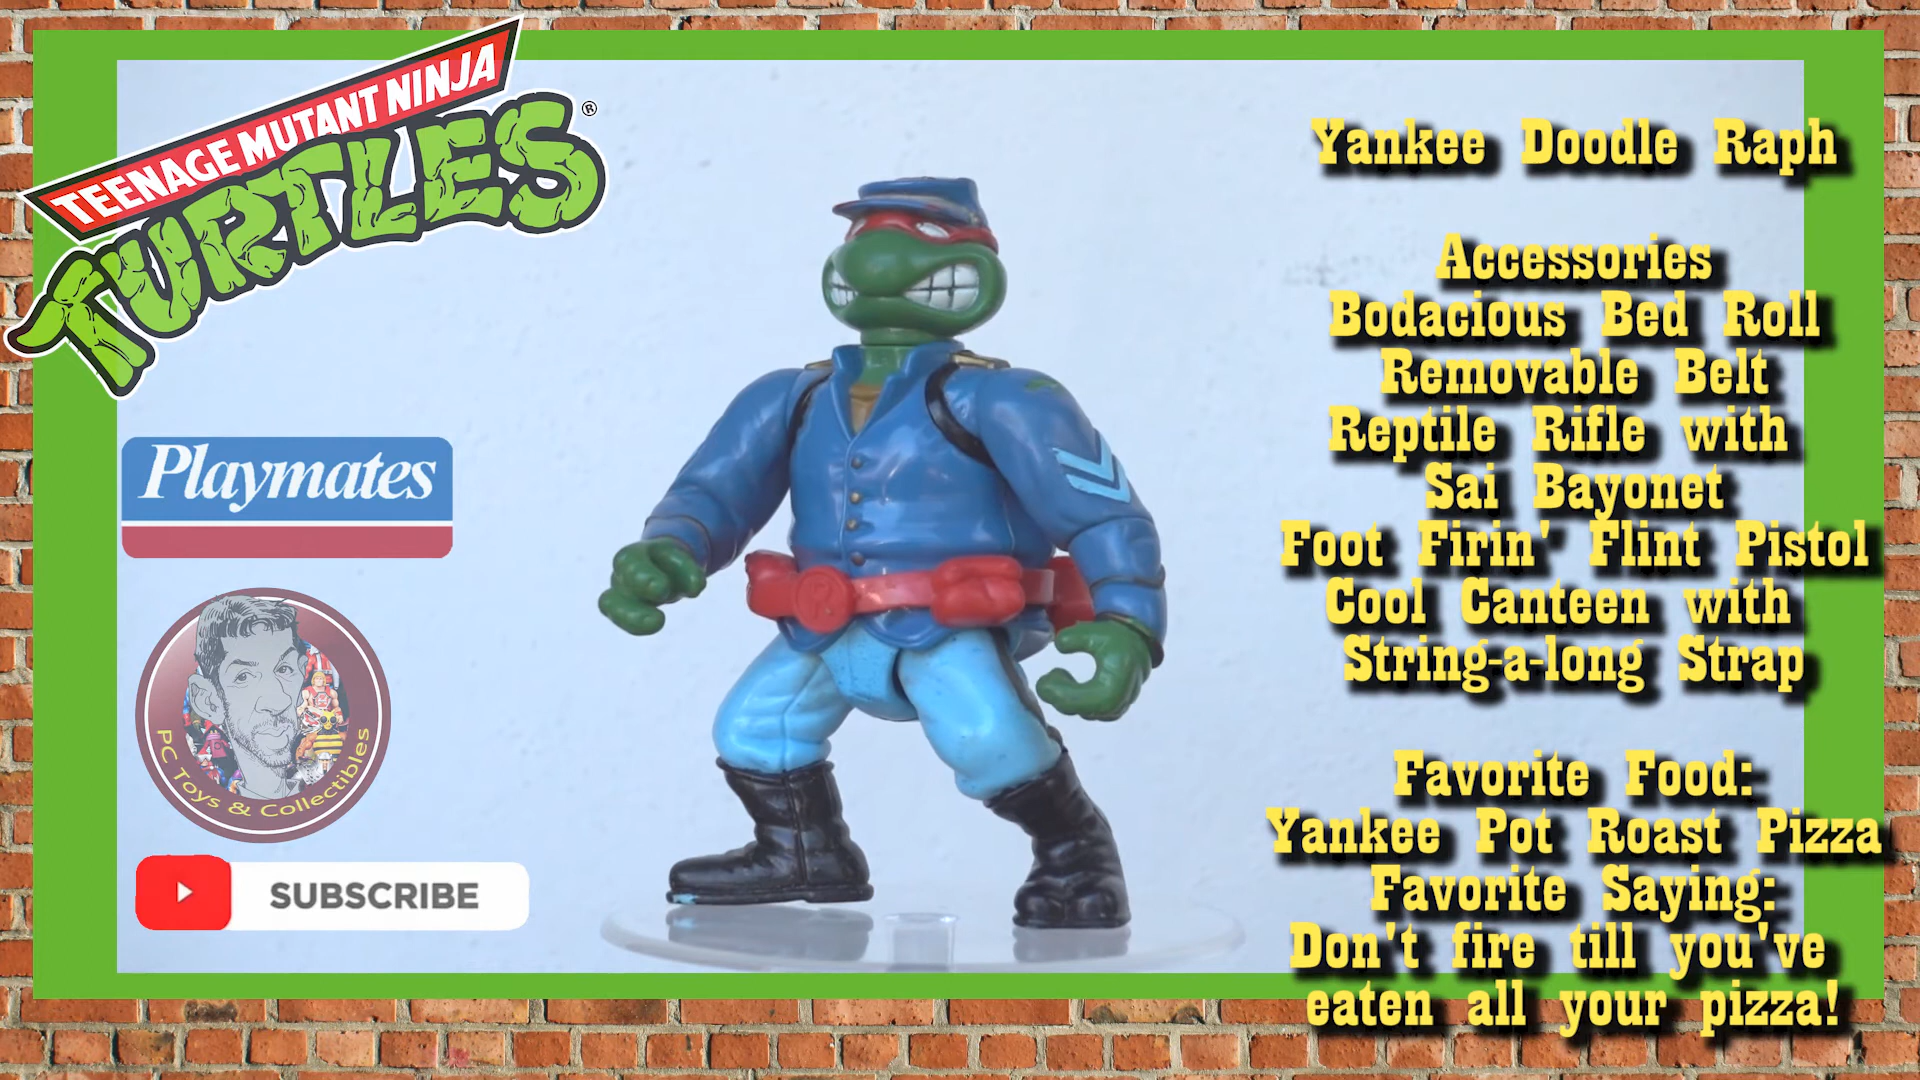 TEENAGE MUTANT NINJA
TURTLES®
Playmates
PC Toys & Collectibles
SUBSCRIBE
R
Yankee Doodle Raph
Accessories
Bodacious Bed Roll
Removable Belt
Reptile Rifle with
Sai Bayonet
Foot Firin' Flint Pistol
Cool Canteen with
String-a-long Strap
Favorite Food:
Yankee Pot Roast Pizza
Favorite Saying:
Don't fire till you've
eaten all your pizza!